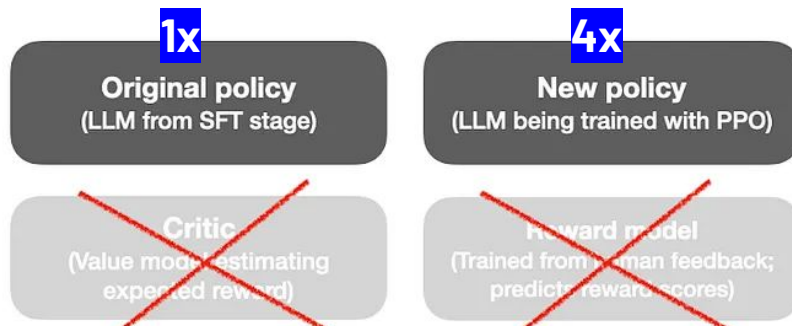 1x
4x
Original policy
(LLM from SFT stage)
New policy
(LLM being trained with PPO)
Critic
(Value model estimating
expected reward)
Reward model
(Trained from human feedback;
predicts reward scores)